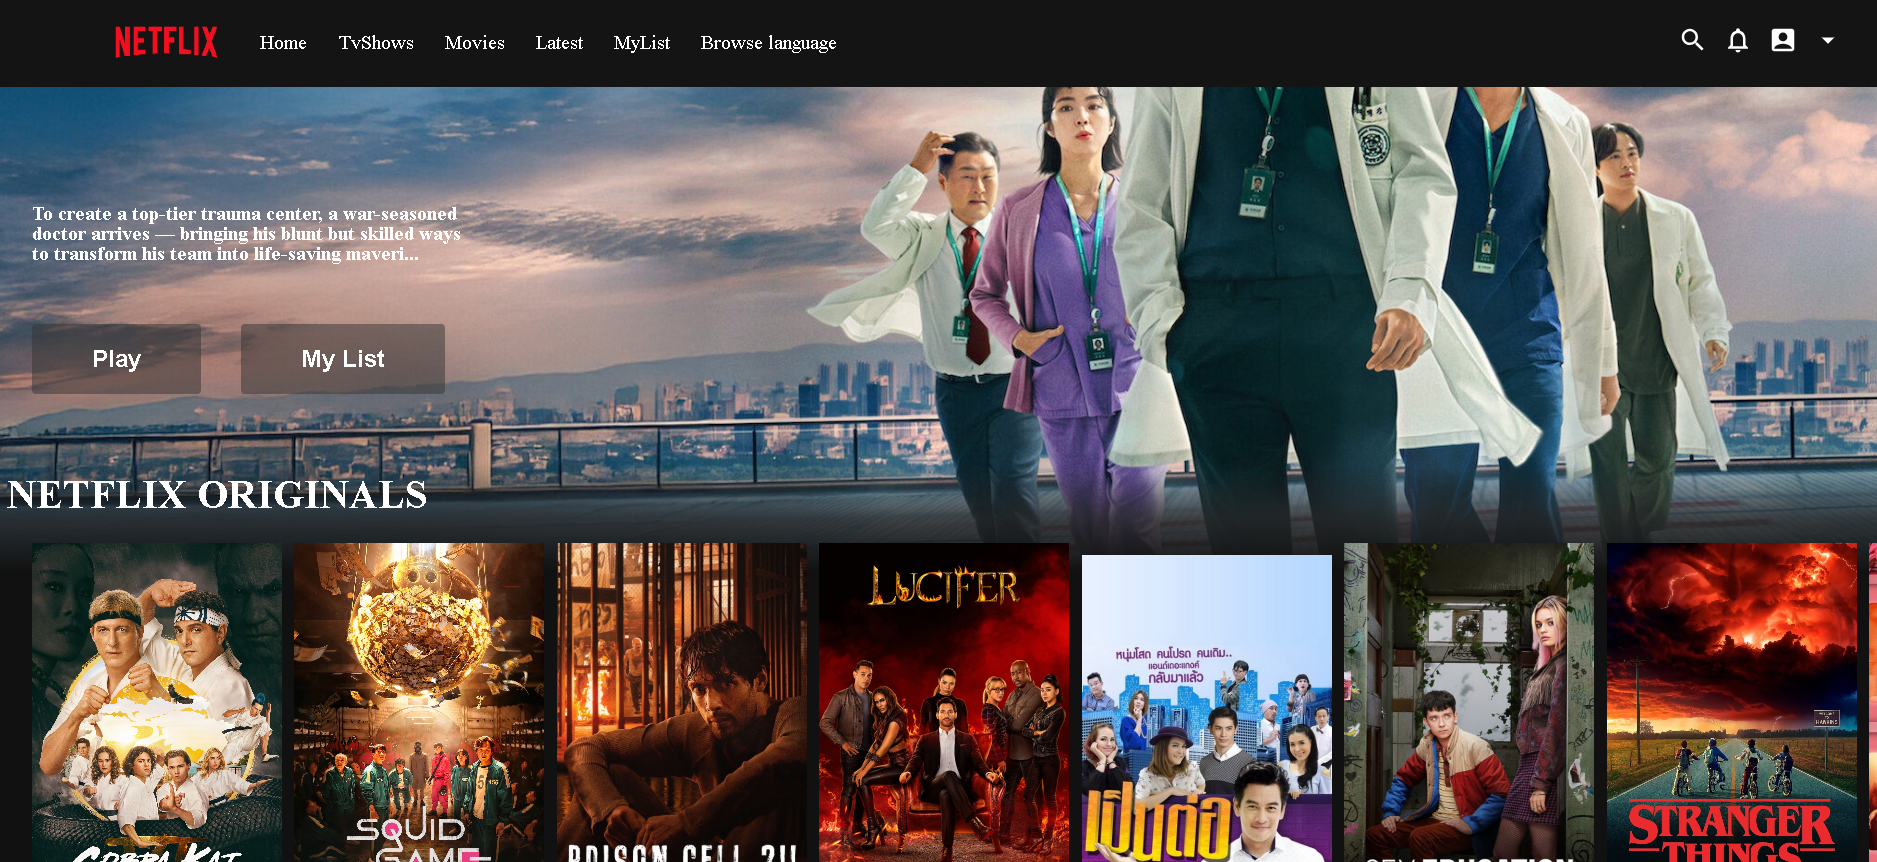 NETFLIX
Home TvShows Movies Latest MyList Browse language
To create a top-tier trauma center, a war-seasoned
doctor arrives — bringing his blunt but skilled ways
to transform his team into life-saving maveri...
Play My List
NETFLIX ORIGINALS
COBRA KAI
SQUID
GAME
456
PRISON CELL 211
LUCIFER
หนุ่มโสด คนโปรด คนเดิม..
แอนด์เดอะแกงค์
กลับมาแล้ว
เป็นต่อ
SEX EDUCATION
WELCOME
TO
HAWKINS
STRANGER
THINGS